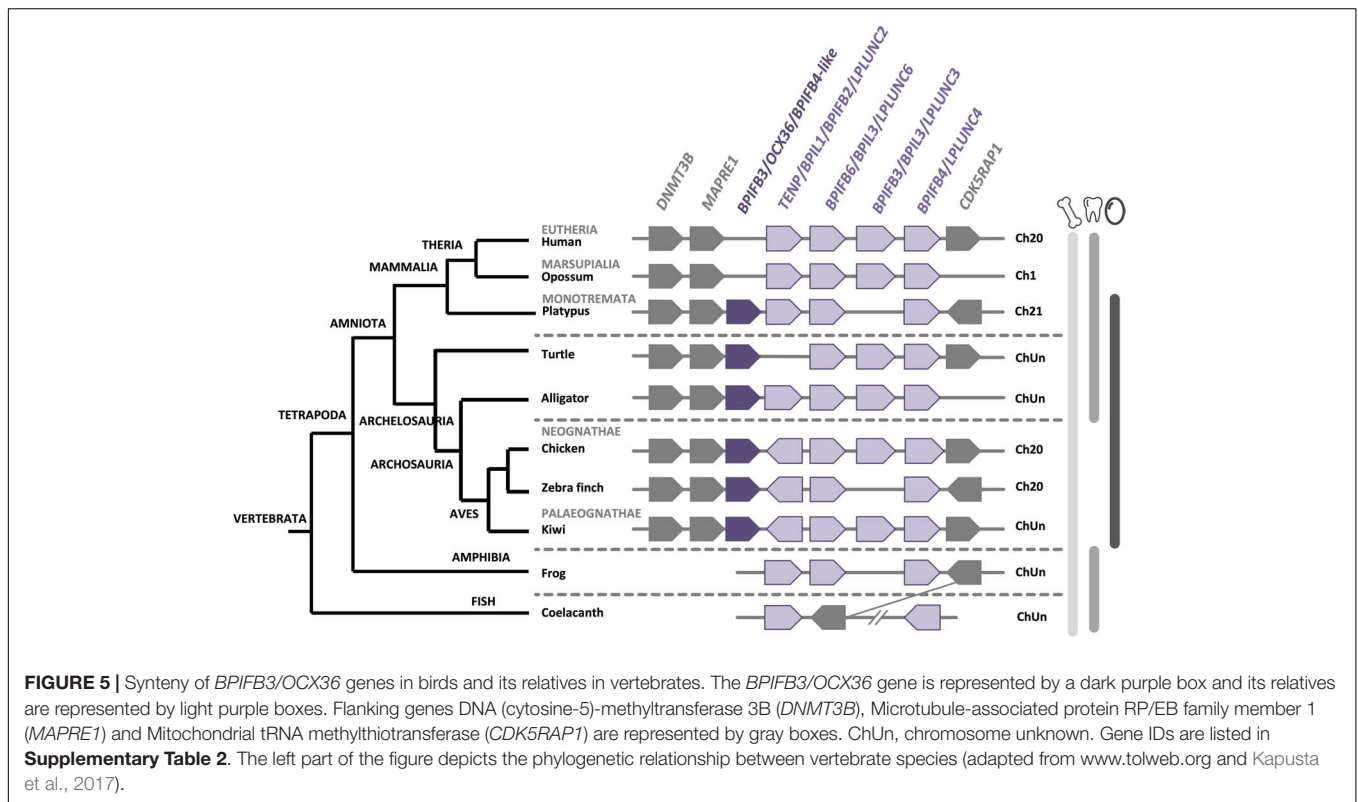 DNMT3B
MAPRE1
BPIFB3/OCX36/BPIFB4-like
TENP/BPIL1/BPIFB2/LPLUNC2
BPIFB6/BPIL3/LPLUNC6
BPIFB3/BPIL3/LPLUNC3
BPIFB4/LPLUNC4
CDK5RAP1
VERTEBRATA
TETRAPODA
AMNIOTA
MAMMALIA
THERIA
ARCHELOSAURIA
ARCHOSAURIA
AVES
AMPHIBIA
FISH
EUTHERIA
Human
Ch20
MARSUPIALIA
Opossum
Ch1
MONOTREMATA
Platypus
Ch21
Turtle
ChUn
Alligator
ChUn
NEOGNATHAE
Chicken
Ch20
Zebra finch
Ch20
PALAEOGNATHAE
Kiwi
ChUn
Frog
ChUn
Coelacanth
ChUn
FIGURE 5 | Synteny of BPIFB3/OCX36 genes in birds and its relatives in vertebrates. The BPIFB3/OCX36 gene is represented by a dark purple box and its relatives
are represented by light purple boxes. Flanking genes DNA (cytosine-5)-methyltransferase 3B (DNMT3B), Microtubule-associated protein RP/EB family member 1
(MAPRE1) and Mitochondrial tRNA methylthiotransferase (CDK5RAP1) are represented by gray boxes. ChUn, chromosome unknown. Gene IDs are listed in
Supplementary Table 2. The left part of the figure depicts the phylogenetic relationship between vertebrate species (adapted from www.tolweb.org and Kapusta
et al., 2017).